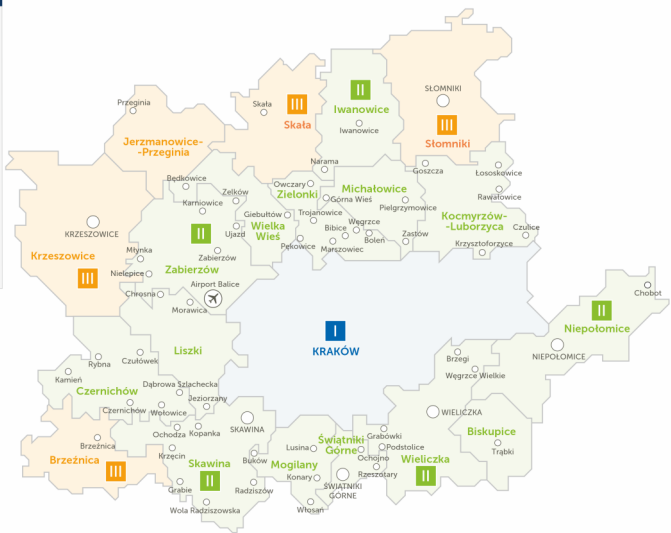 SŁOMNIKI
II
Przeginia
Skała
III
Iwanowice
Skała
Iwanowice
III
Słomniki
Jerzmanowice-
-Przeginia
Narama
Goszcza
Łososkowice
Będkowice
Owczary
Michałowice
Zelków
Zielonki
Rawałowice
Karniowice
Górna Wieś
Pielgrzymowice
Giebułtów
Trojanowice
Kocmyrzów-
-Luborzyca
Węgrzce
KRZESZOWICE
II
Ujazd
Wielka
Wieś
Bibice
Boleń
Zastów
Czulice
Pękowice
Marszowiec
Krzysztoforzyce
Młynka
Krzeszowice
Zabierzów
Nielepice
Zabierzów
III
Airport Balice
Chrosna
Morawica
Chobot
II
Niepołomice
I
KRAKÓW
Liszki
NIEPOŁOMICE
Brzegi
Rybna
Czułówek
Węgrzce Wielkie
Kamień
Dąbrowa Szlachecka
Czernichów
Jeziorzany
Czernichów
Wołowice
WIELICZKA
SKAWINA
Ochodza
Kopanka
Grabówki
Biskupice
Brzeźnica
Świątniki
Górne
Lusina
Podstolice
Krzęcin
Trąbki
Brzeźnica
III
Skawina
Buków
Mogilany
Ochojno
Wieliczka
II
Konary
Rzeszotary
II
ŚWIĄTNIKI
GÓRNE
Grabie
Radziszów
Wola Radziszowska
Włosań